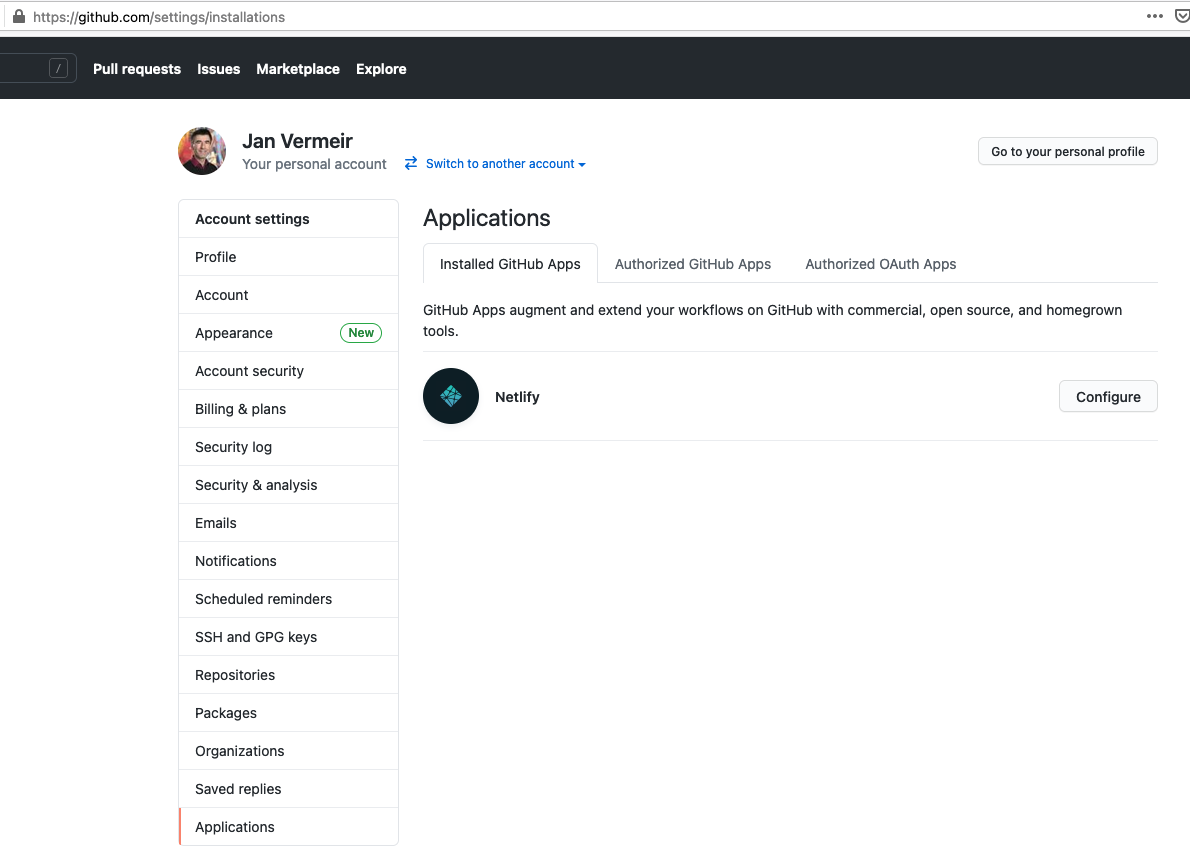 https://github.com/settings/installations
/
Pull requests Issues Marketplace Explore
Jan Vermeir
Your personal account Switch to another account
Go to your personal profile
Account settings
Profile
Account
Appearance New
Account security
Billing & plans
Security log
Security & analysis
Emails
Notifications
Scheduled reminders
SSH and GPG keys
Repositories
Packages
Organizations
Saved replies
Applications
Applications
Installed GitHub Apps Authorized GitHub Apps Authorized OAuth Apps
GitHub Apps augment and extend your workflows on GitHub with commercial, open source, and homegrown
tools.
Netlify Configure